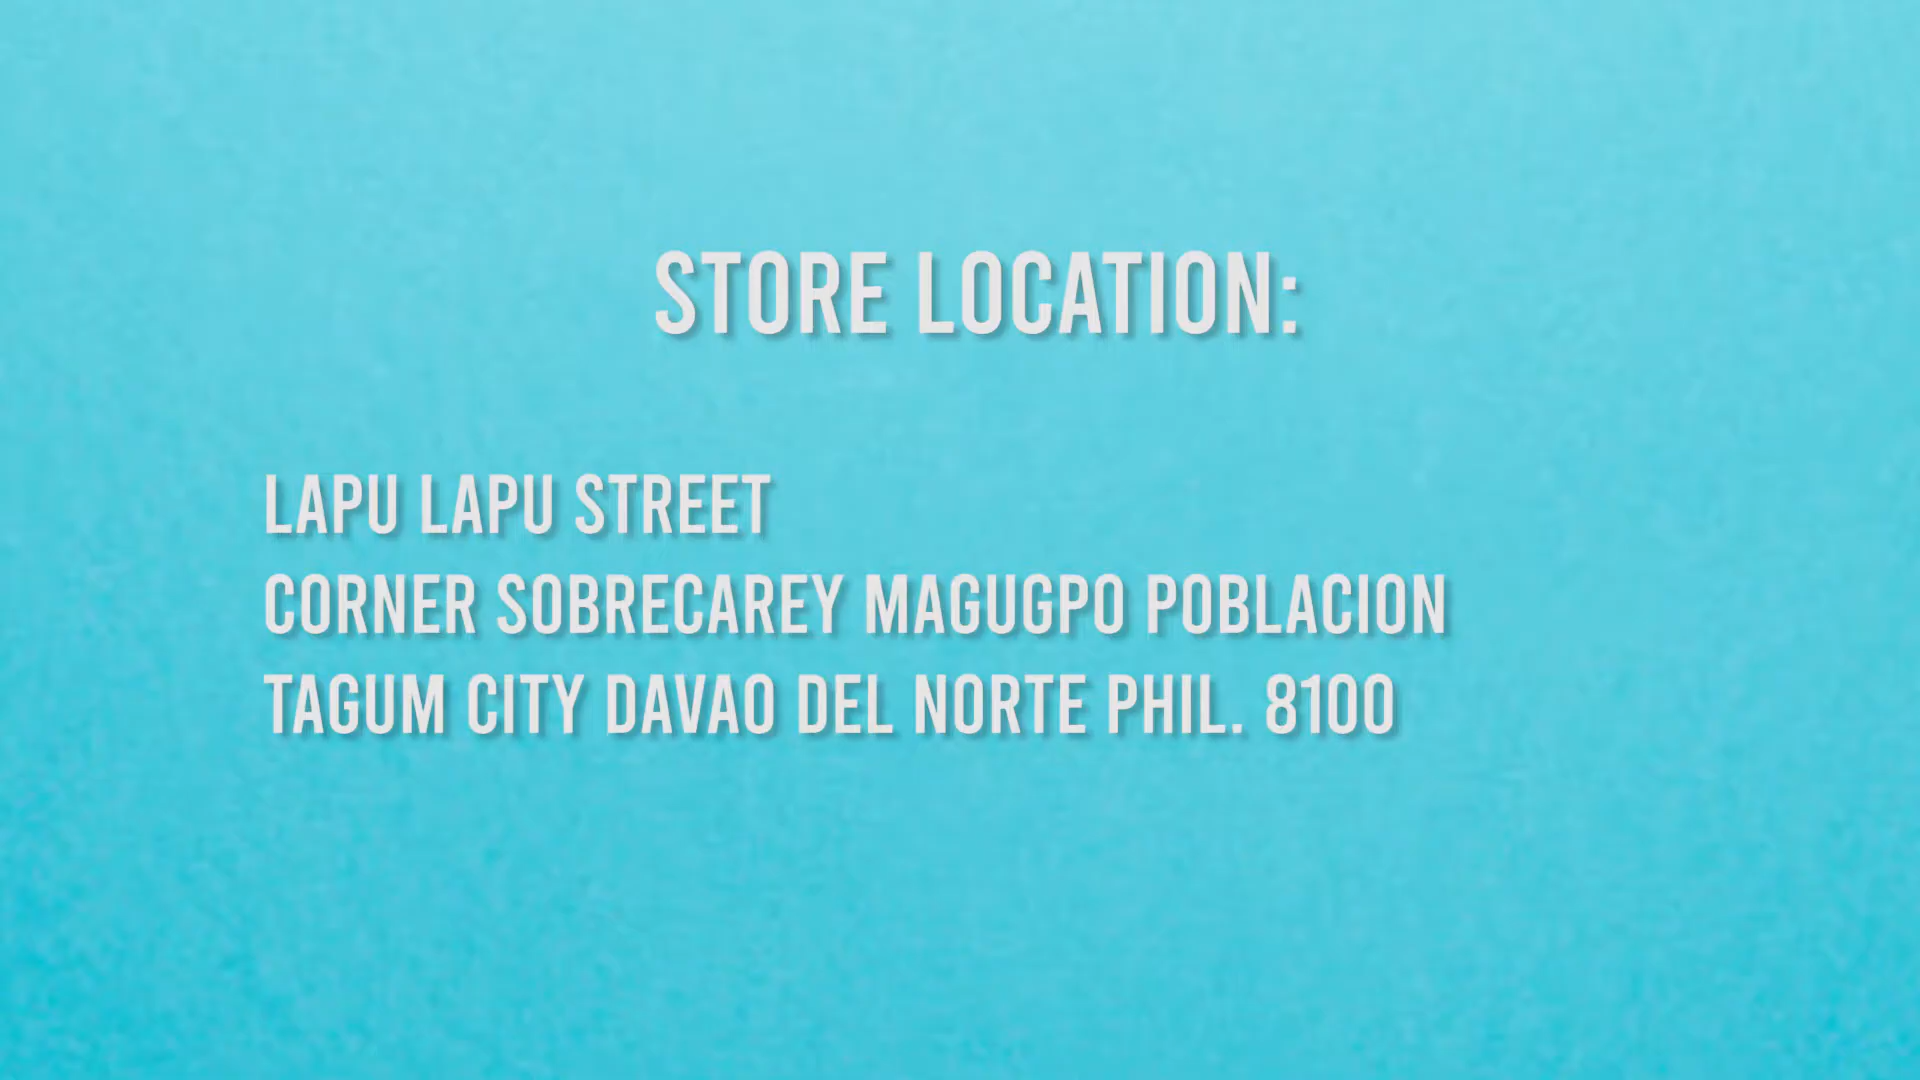 STORE LOCATION:
LAPU LAPU STREET
CORNER SOBRECAREY MAGUGPO POBLACION
TAGUM CITY DAVAO DEL NORTE PHIL. 8100